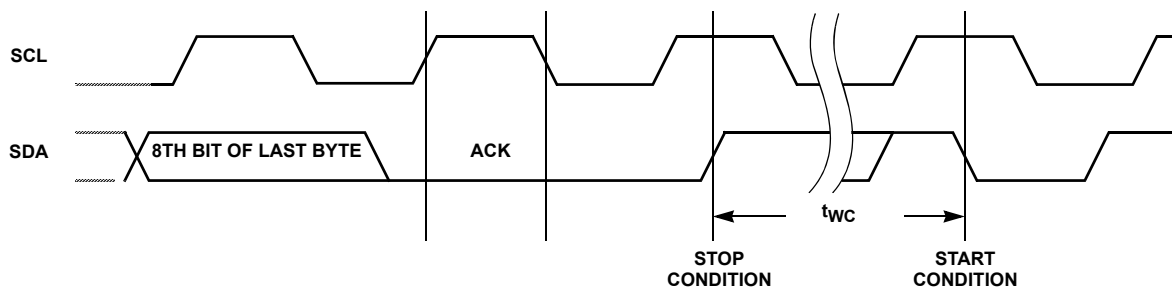 SCL
SDA
8TH BIT OF LAST BYTE
ACK
tWC
STOP
CONDITION
START
CONDITION